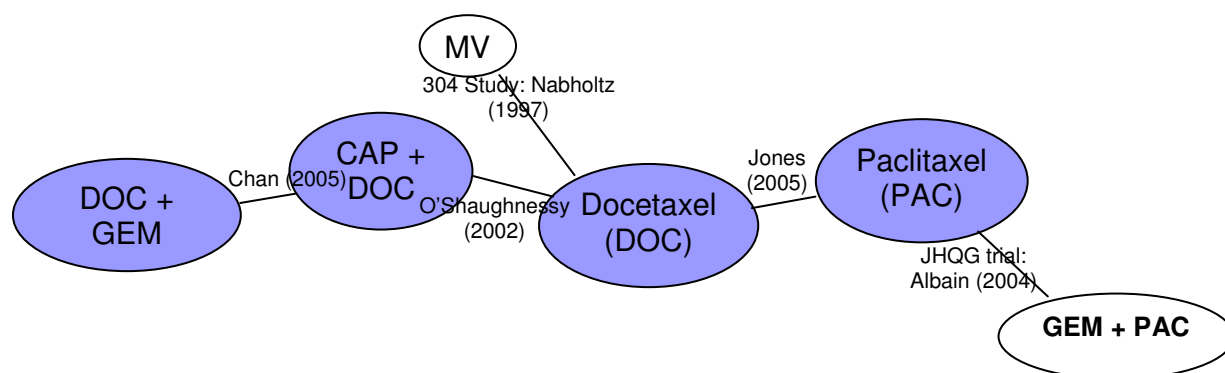 MV
304 Study: Nabholtz
(1997)
CAP +
DOC
Chan (2005)
DOC +
GEM
O'Shaughnessy
(2002)
Docetaxel
(DOC)
Jones
(2005)
Paclitaxel
(PAC)
JHQG trial:
Albain (2004)
GEM + PAC